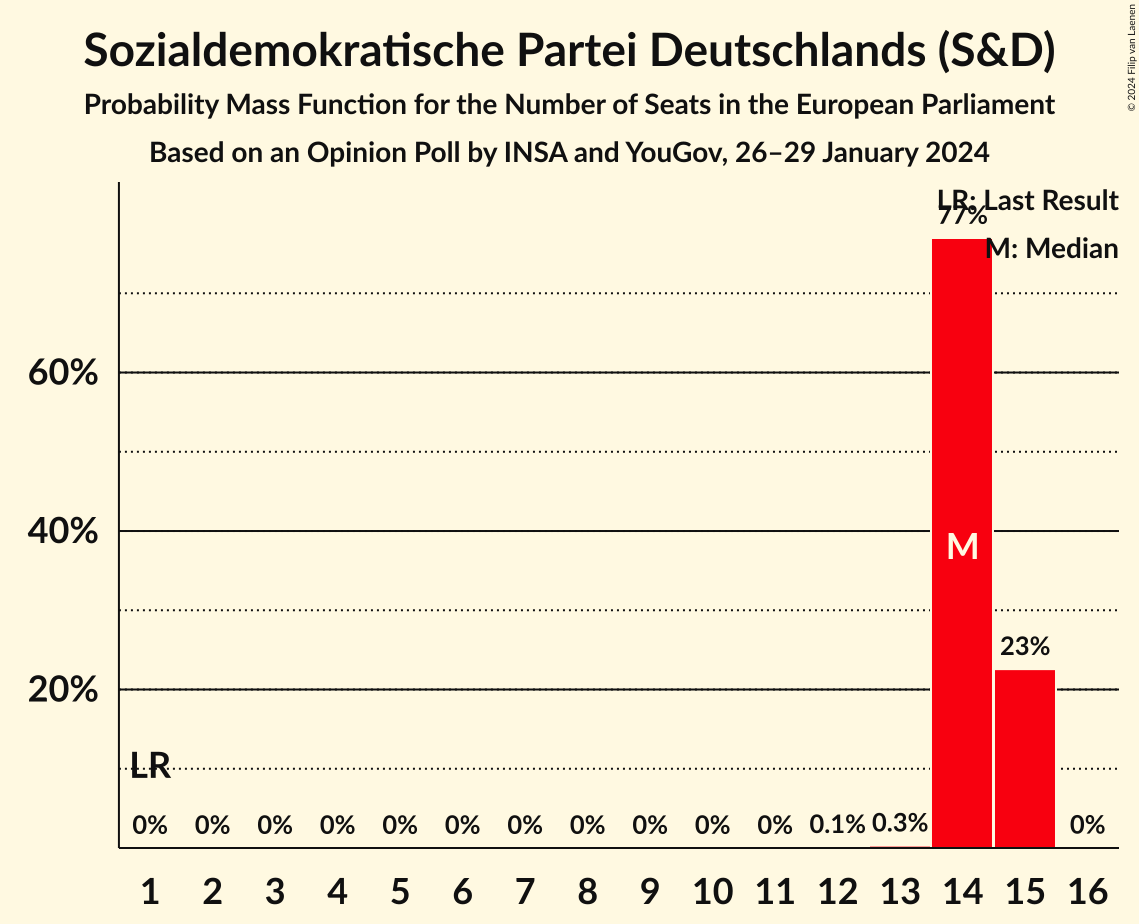 Sozialdemokratische Partei Deutschlands (S&D)
Probability Mass Function for the Number of Seats in the European Parliament
Based on an Opinion Poll by INSA and YouGov, 26–29 January 2024
© 2024 Filip van Laenen
LR: Last Result
77%
M: Median
60%
40%
M
23%
20%
LR
0% 0% 0% 0% 0% 0% 0% 0% 0% 0% 0% 0.1% 0.3% 0%
1 2 3 4 5 6 7 8 9 10 11 12 13 14 15 16